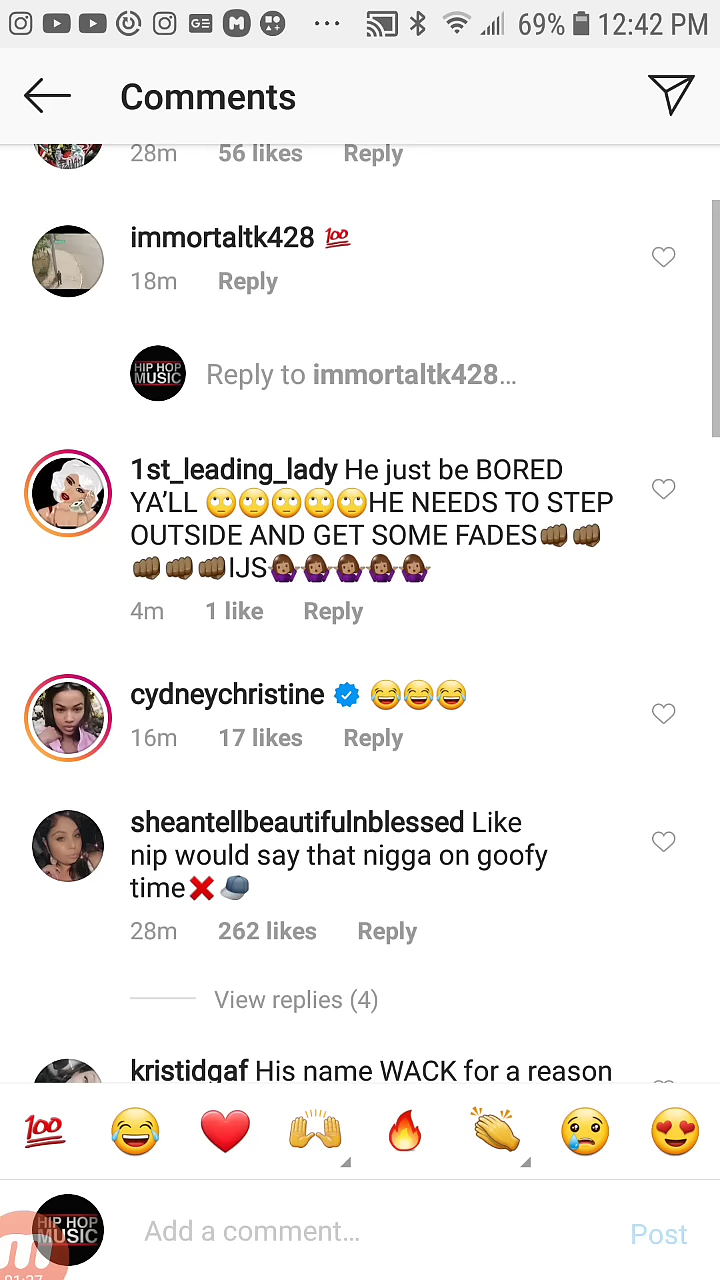 69% 12:42 PM
Comments
28m 56 likes Reply
immortaltk428 💯
18m Reply
HIP HOP
MUSIC
Reply to immortaltk428...
1st_leading_lady He just be BORED
YA'LL 🙄🙄🙄🙄🙄HE NEEDS TO STEP
OUTSIDE AND GET SOME FADES👊🏾👊🏾
👊🏾👊🏾👊🏾IJS🤷🏽‍♀️🤷🏽‍♀️🤷🏽‍♀️🤷🏽‍♀️🤷🏽‍♀️
4m 1 like Reply
cydneychristine 😂😂😂
16m 17 likes Reply
sheantellbeautifulnblessed Like
nip would say that nigga on goofy
time❌🧢
28m 262 likes Reply
View replies (4)
kristidgaf His name WACK for a reason
💯 😂 ❤️ 🙌 🔥 👏 😢 😍
HIP HOP
MUSIC
Add a comment...
Post
01:27